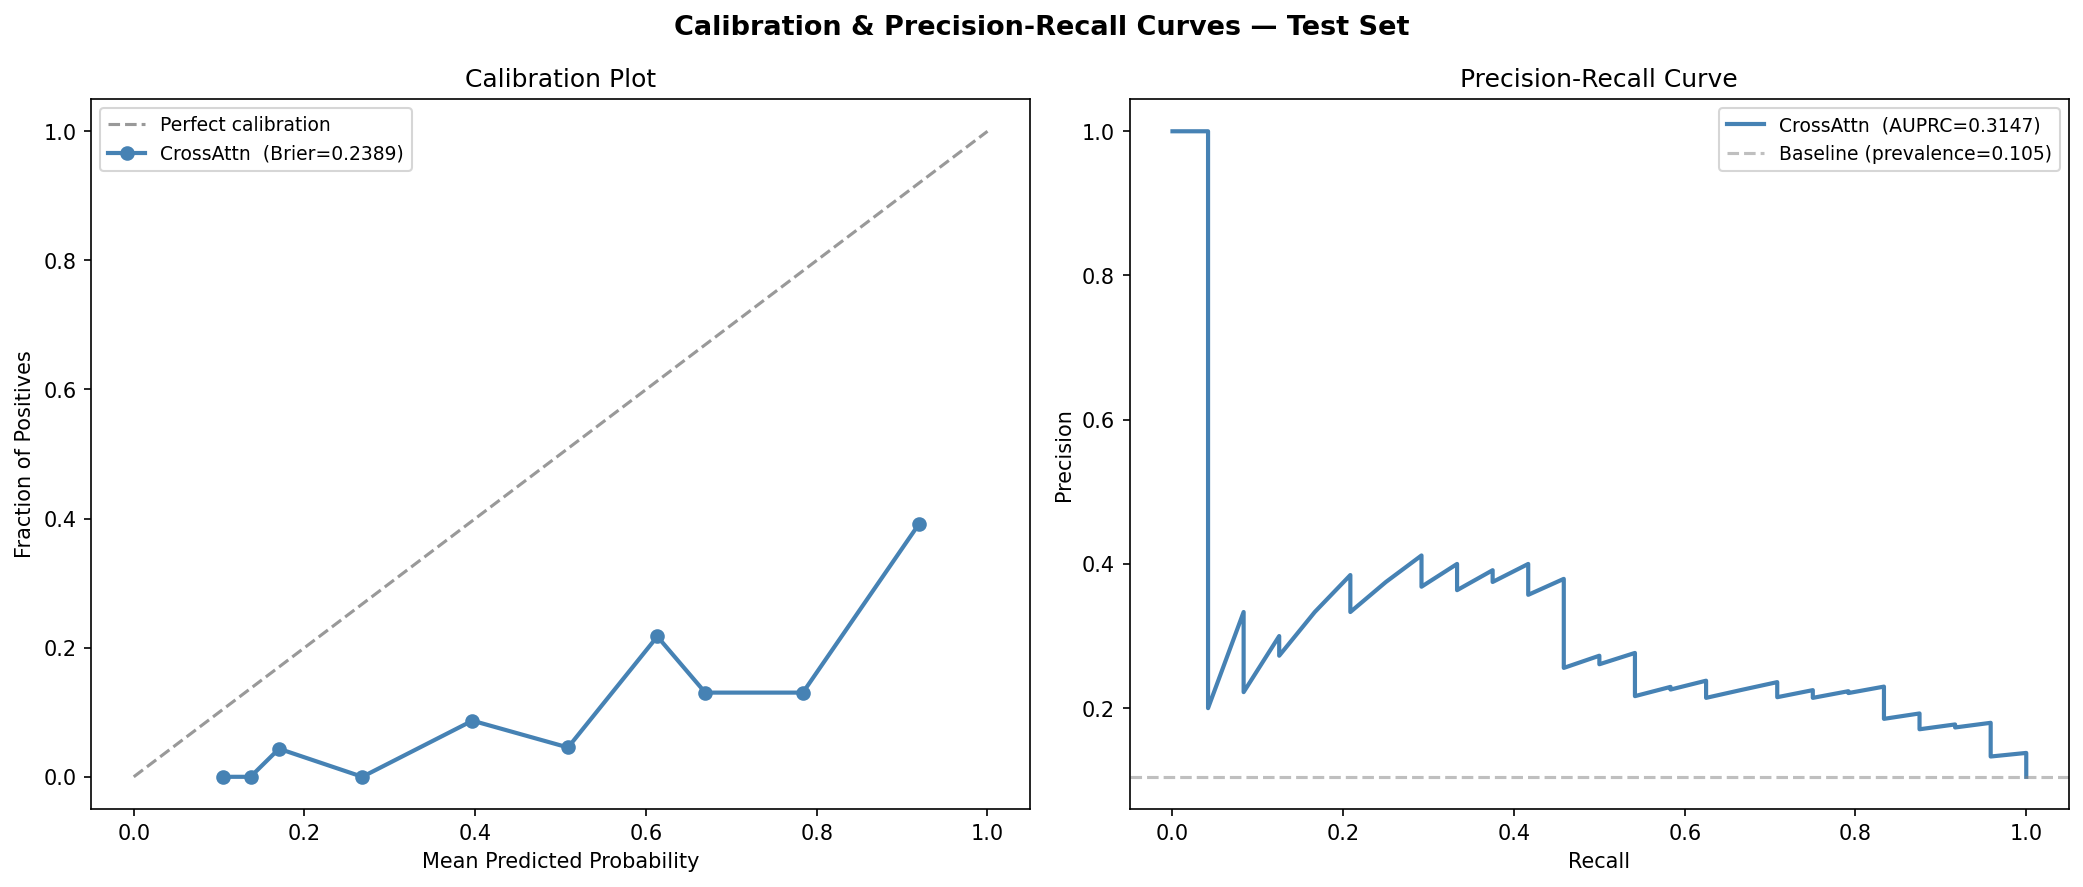 Calibration & Precision-Recall Curves — Test Set
Calibration Plot
Perfect calibration
CrossAttn (Brier=0.2389)
Fraction of Positives
1.0
0.8
0.6
0.4
0.2
0.0
0.0 0.2 0.4 0.6 0.8 1.0
Mean Predicted Probability
Precision-Recall Curve
CrossAttn (AUPRC=0.3147)
Baseline (prevalence=0.105)
Precision
1.0
0.8
0.6
0.4
0.2
0.0 0.2 0.4 0.6 0.8 1.0
Recall